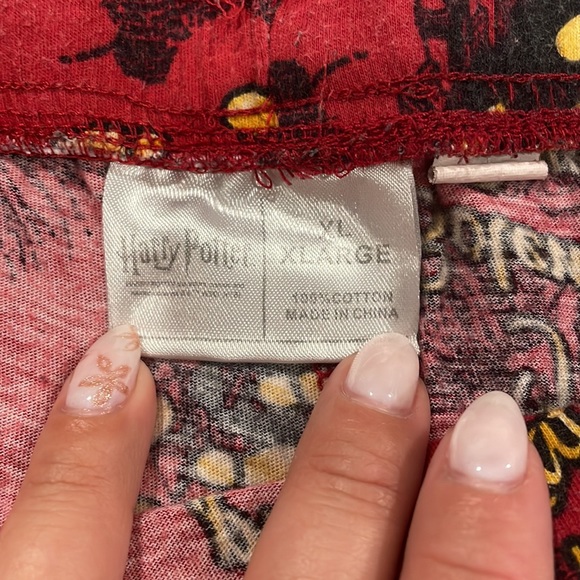 Harry Potter
XL
XLARGE
100% COTTON
MADE IN CHINA